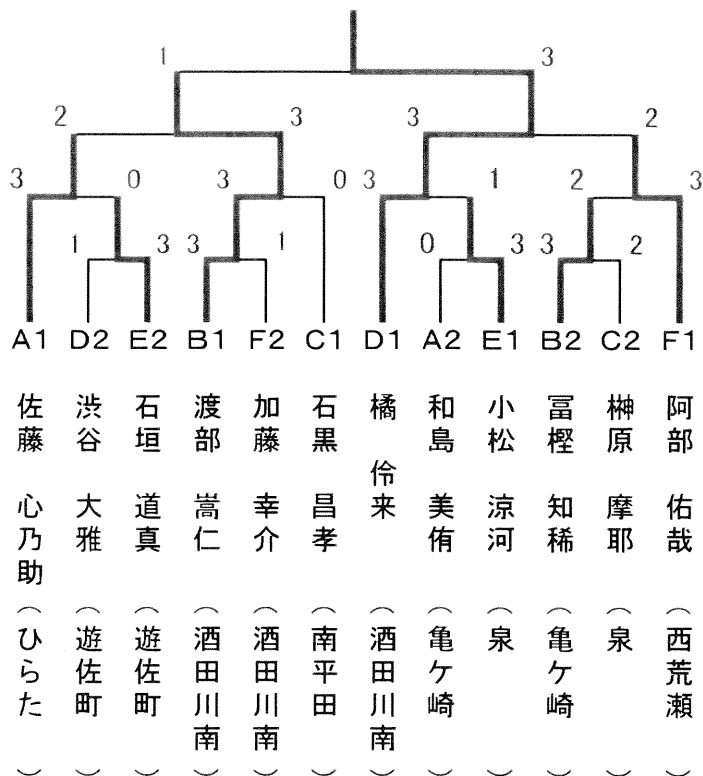 1 3
2 3 3 2
3 0 3 0 3 1 2 3
1 3 3 1 0 3 3 2
A1 D2 E2 B1 F2 C1 D1 A2 E1 B2 C2 F1
佐藤 心乃助（ひらた）
渋谷 大雅（遊佐町）
石垣 道真（遊佐町）
渡部 嵩仁（酒田川南）
加藤 幸介（酒田川南）
石黒 昌孝（南平田）
橘 伶来（酒田川南）
和島 美侑（亀ケ崎）
小松 涼河（泉）
冨樫 知稀（亀ケ崎）
榊原 摩耶（泉）
阿部 佑哉（西荒瀬）